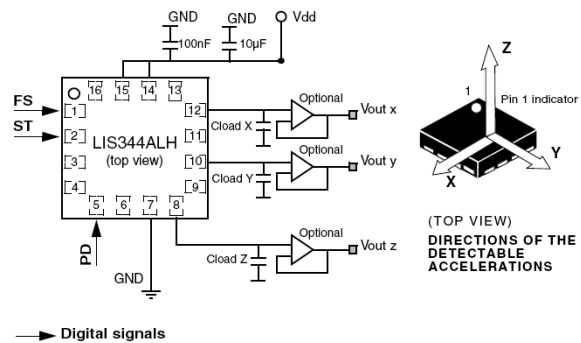 GND
GND
Vdd
100nF
10µF
16
15
14
13
FS
1
12
Cload X
Optional
Vout x
ST
2
LIS344ALH
(top view)
11
3
10
Cload Y
Optional
Vout y
4
9
5
6
7
8
PD
GND
Cload Z
Optional
Vout z
Digital signals
Z
1
Pin 1 indicator
X
Y
(TOP VIEW)
DIRECTIONS OF THE
DETECTABLE
ACCELERATIONS